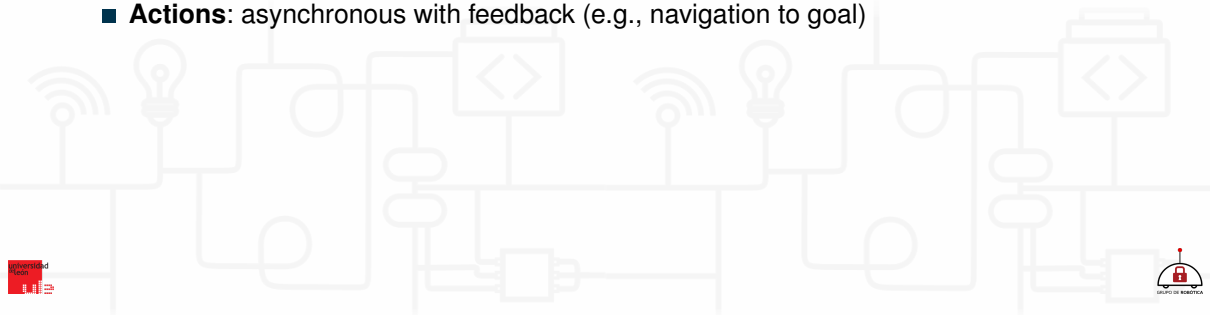 Actions: asynchronous with feedback (e.g., navigation to goal)
universidad
de león
GRUPO DE ROBÓTICA